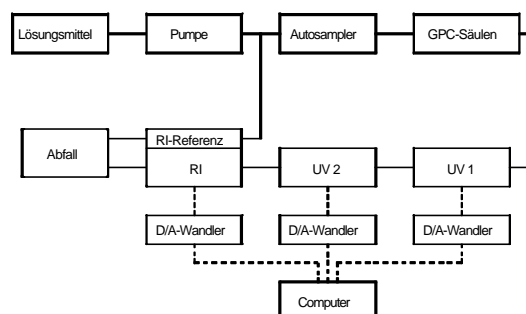 Lösungsmittel
Pumpe
Autosampler
GPC-Säulen
Abfall
RI-Referenz
RI
UV 2
UV 1
D/A-Wandler
D/A-Wandler
D/A-Wandler
Computer